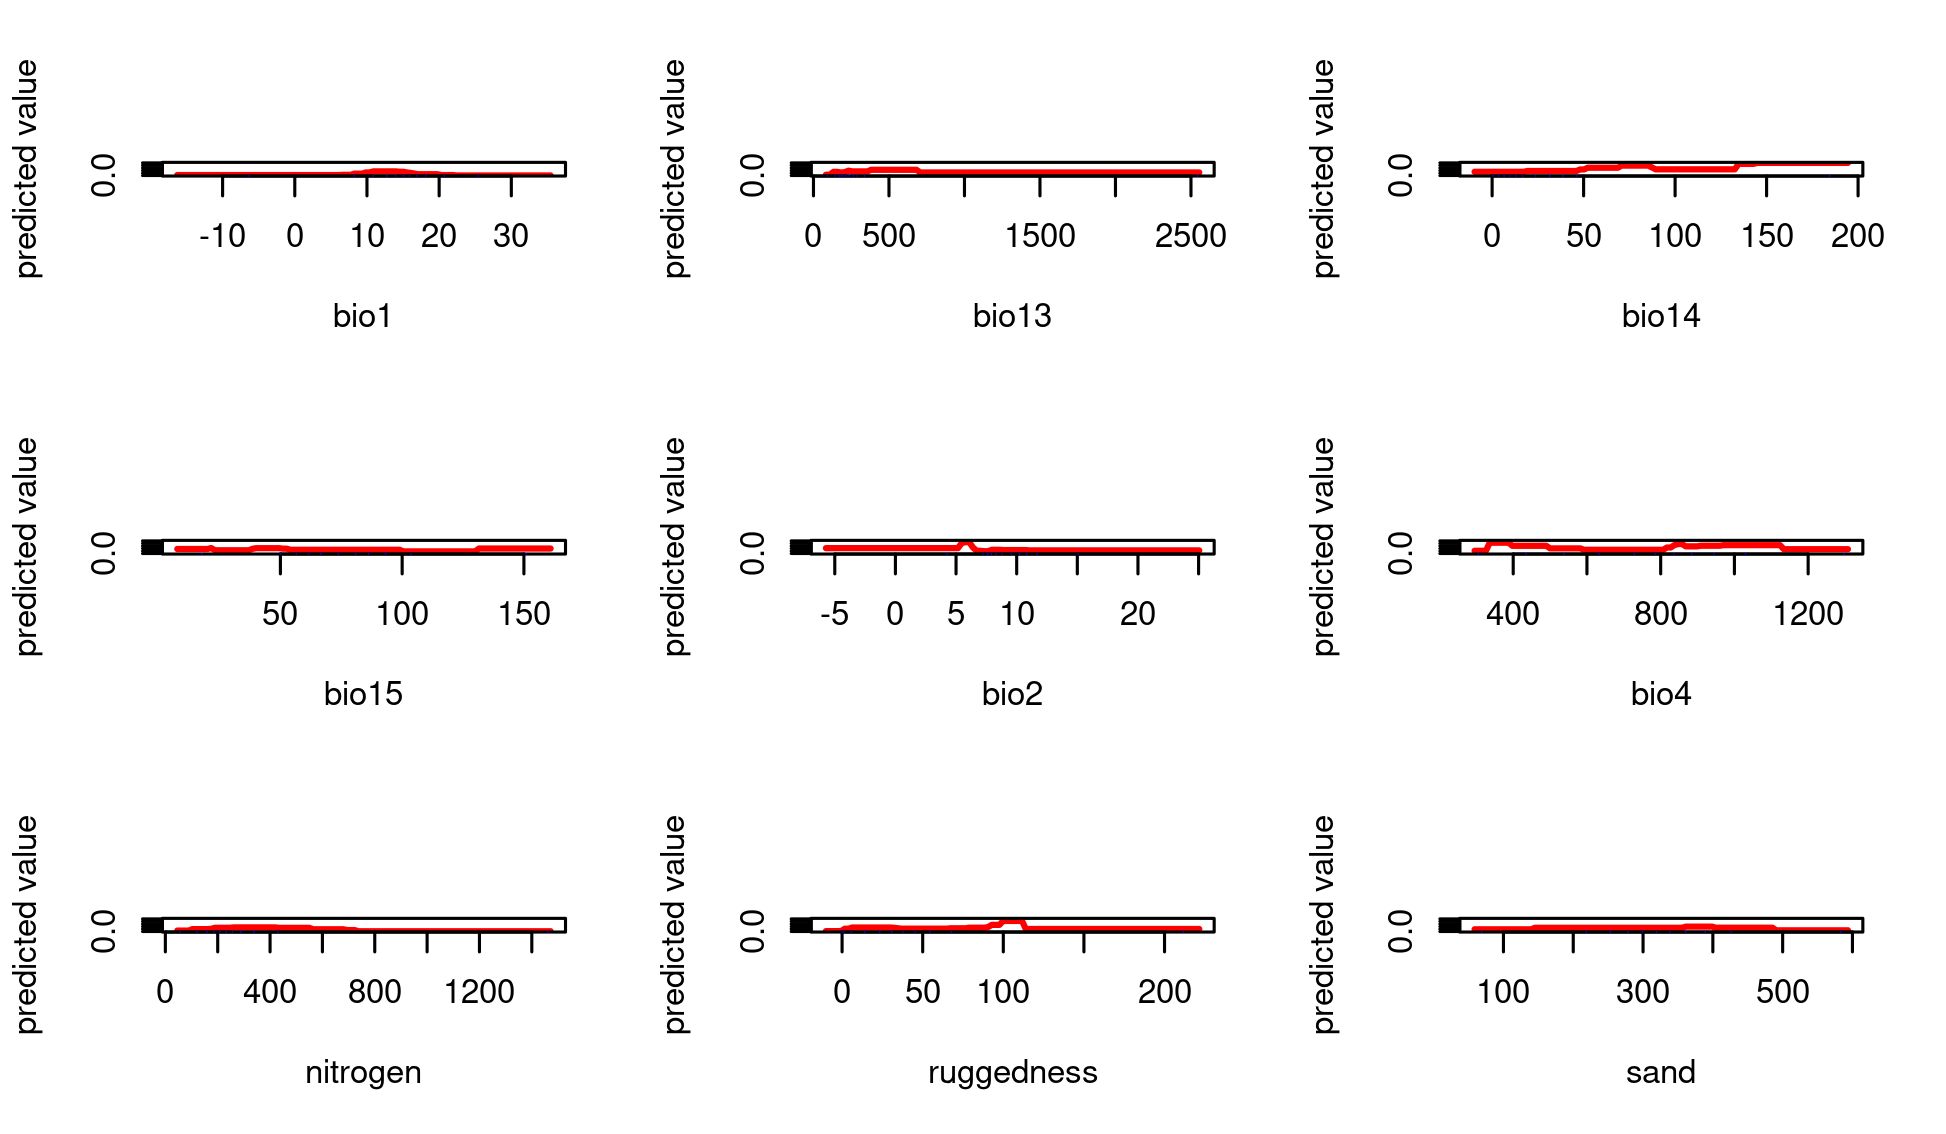 predicted value
0.0
-10 0 10 20 30
bio1
predicted value
0.0
0 500 1500 2500
bio13
predicted value
0.0
0 50 100 150 200
bio14
predicted value
0.0
50 100 150
bio15
predicted value
0.0
-5 0 5 10 20
bio2
predicted value
0.0
400 800 1200
bio4
predicted value
0.0
0 400 800 1200
nitrogen
predicted value
0.0
0 50 100 200
ruggedness
predicted value
0.0
100 300 500
sand